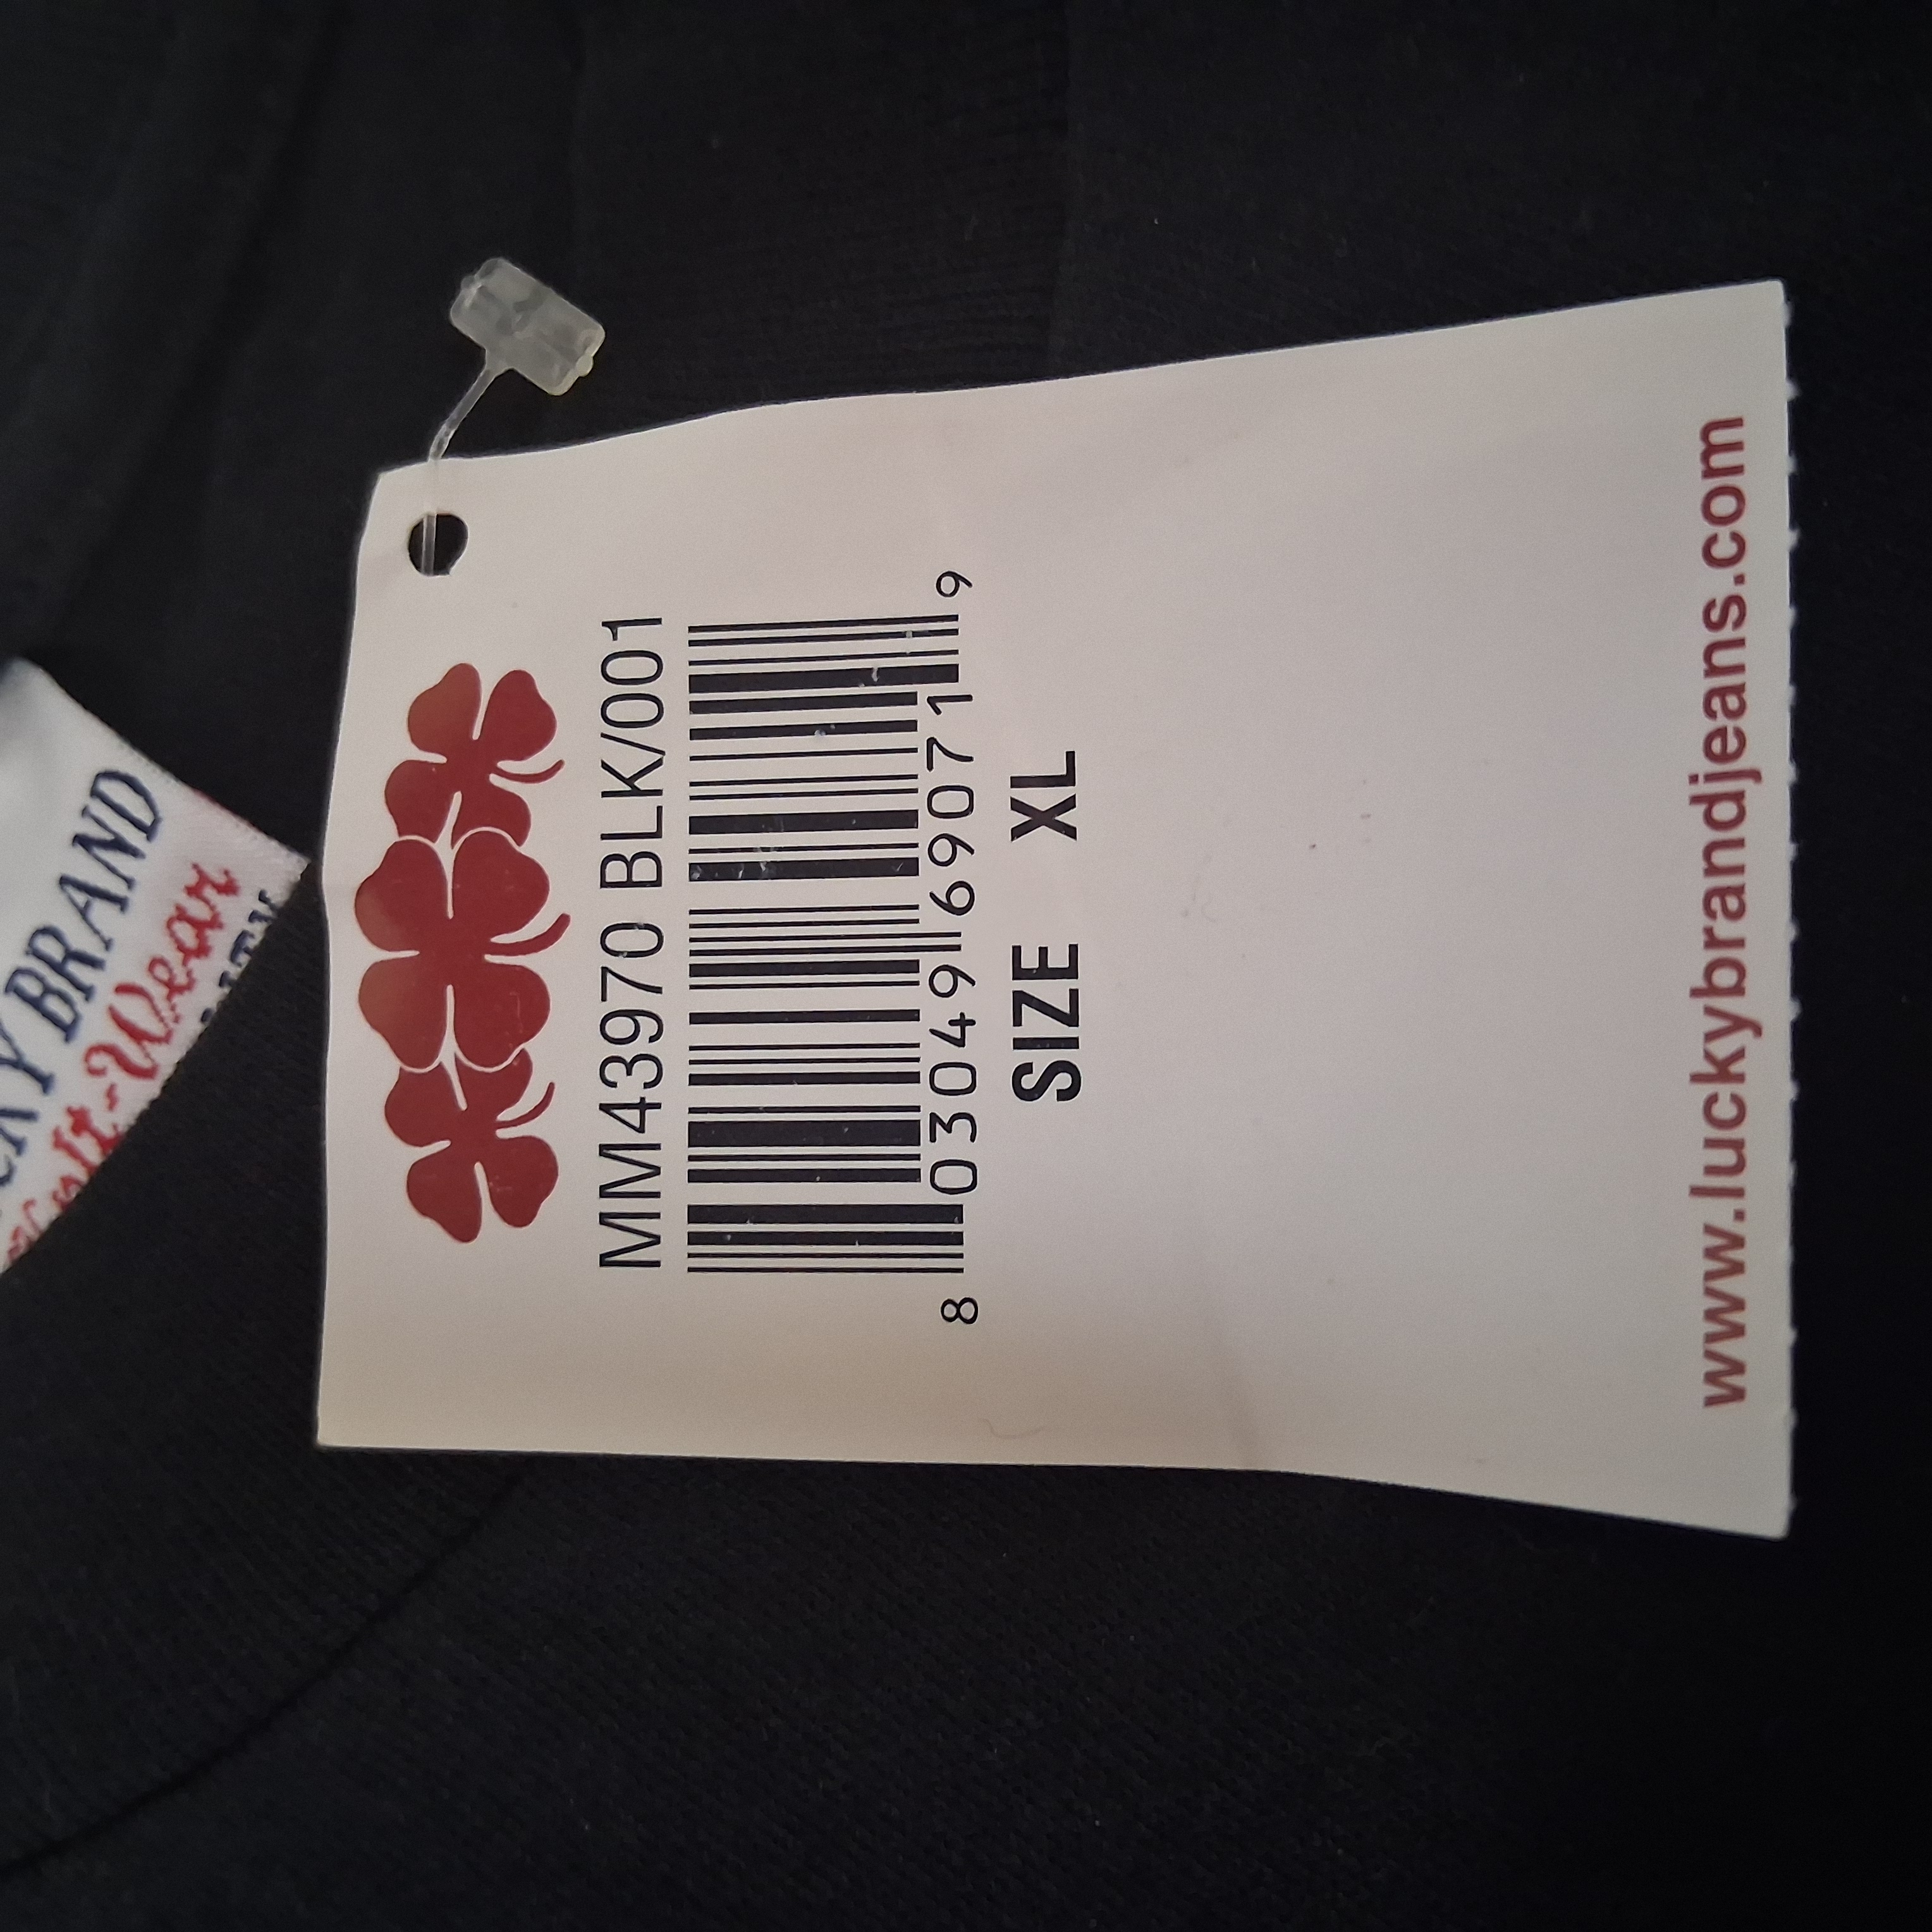 BRAND
MM43970 BLK/001
8 03049 69071 9
SIZE XL
www.luckybrandjeans.com